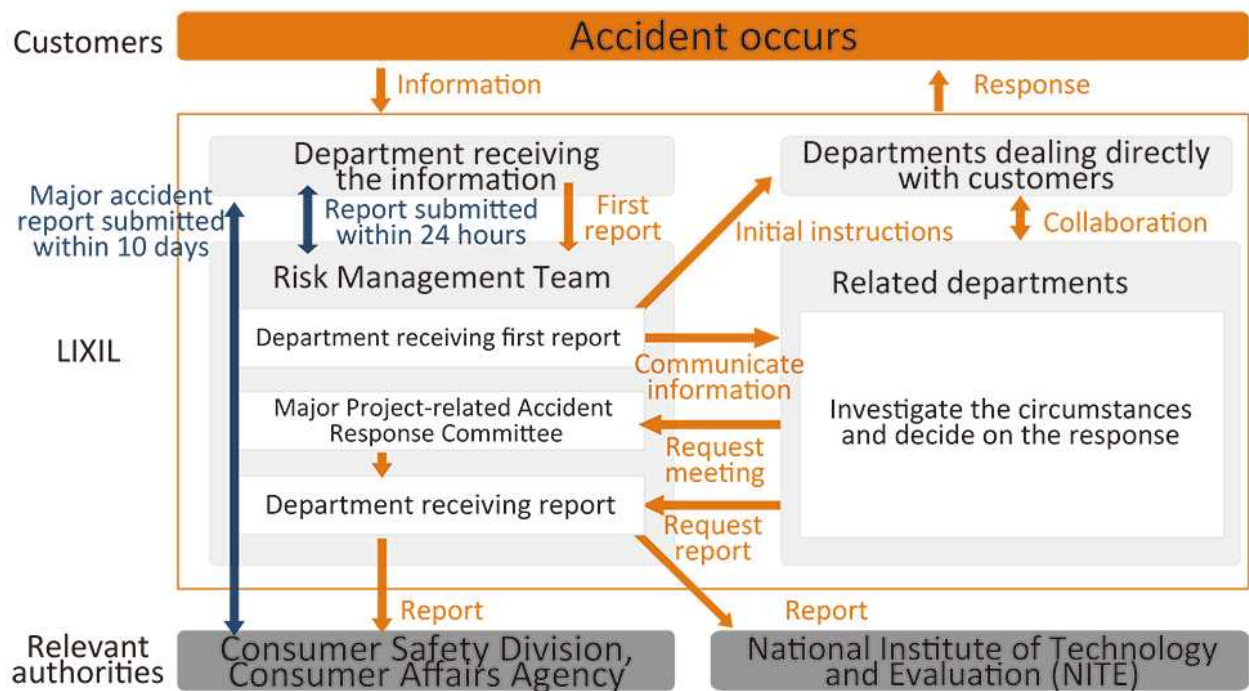 Customers
Accident occurs
Information
Response
Department receiving
the information
Departments dealing directly
with customers
Major accident
report submitted
within 10 days
Report submitted
within 24 hours
First
report
Initial instructions
Collaboration
Risk Management Team
Related departments
LIXIL
Department receiving first report
Communicate
information
Major Project-related Accident
Response Committee
Investigate the circumstances
and decide on the response
Request
meeting
Department receiving report
Request
report
Report
Report
Relevant
authorities
Consumer Safety Division,
Consumer Affairs Agency
National Institute of Technology
and Evaluation (NITE)